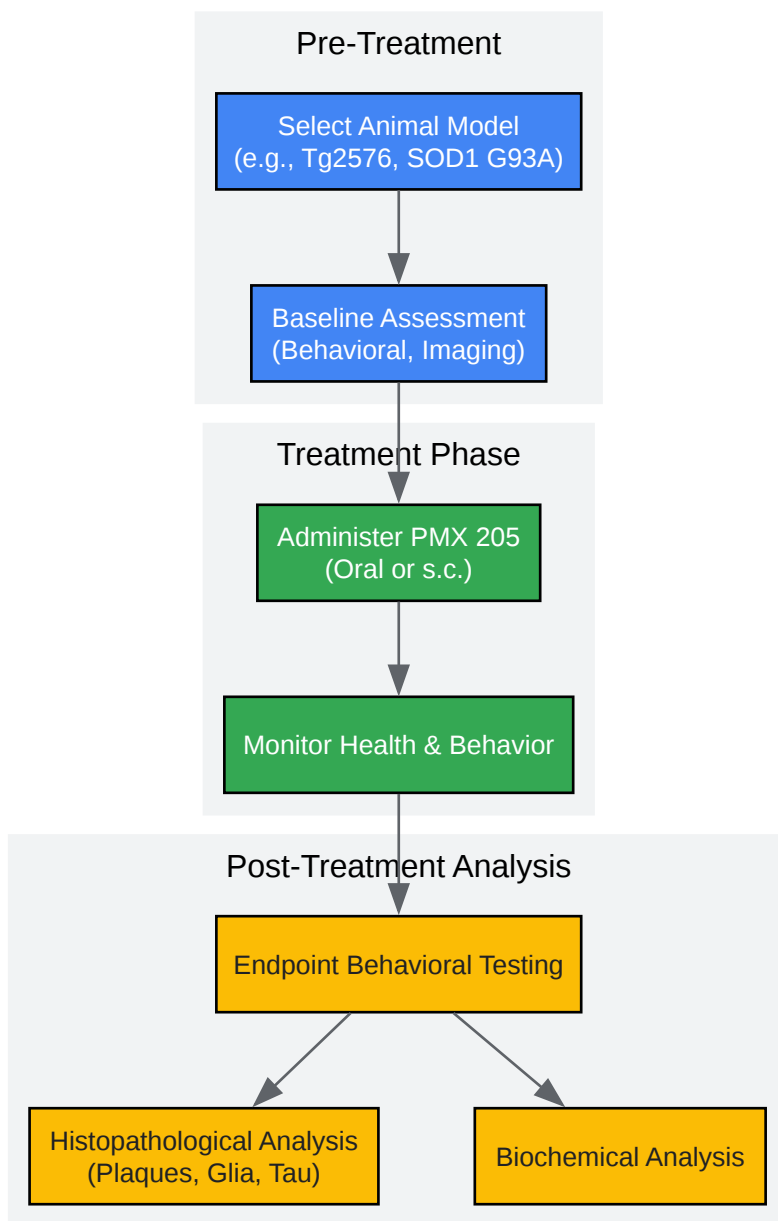 Pre-Treatment
Select Animal Model
(e.g., Tg2576, SOD1 G93A)
Baseline Assessment
(Behavioral, Imaging)
Treatment Phase
Administer PMX 205
(Oral or s.c.)
Monitor Health & Behavior
Post-Treatment Analysis
Endpoint Behavioral Testing
Histopathological Analysis
(Plaques, Glia, Tau)
Biochemical Analysis